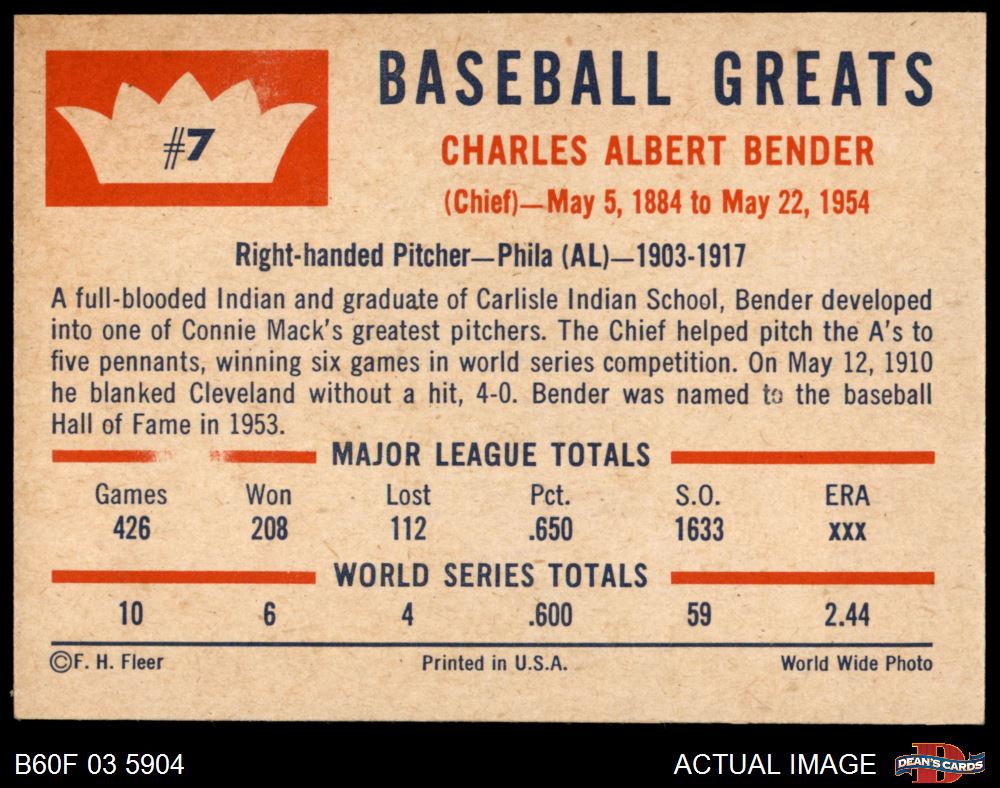 #7
BASEBALL GREATS
CHARLES ALBERT BENDER
(Chief)—May 5, 1884 to May 22, 1954
Right-handed Pitcher—Phila (AL)—1903-1917
A full-blooded Indian and graduate of Carlisle Indian School, Bender developed
into one of Connie Mack's greatest pitchers. The Chief helped pitch the A's to
five pennants, winning six games in world series competition. On May 12, 1910
he blanked Cleveland without a hit, 4-0. Bender was named to the baseball
Hall of Fame in 1953.
MAJOR LEAGUE TOTALS
Games Won Lost Pct. S.O. ERA
426 208 112 .650 1633 xxx
WORLD SERIES TOTALS
10 6 4 .600 59 2.44
©F. H. Fleer Printed in U.S.A. World Wide Photo
B60F 03 5904 ACTUAL IMAGE D DEAN'S CARDS